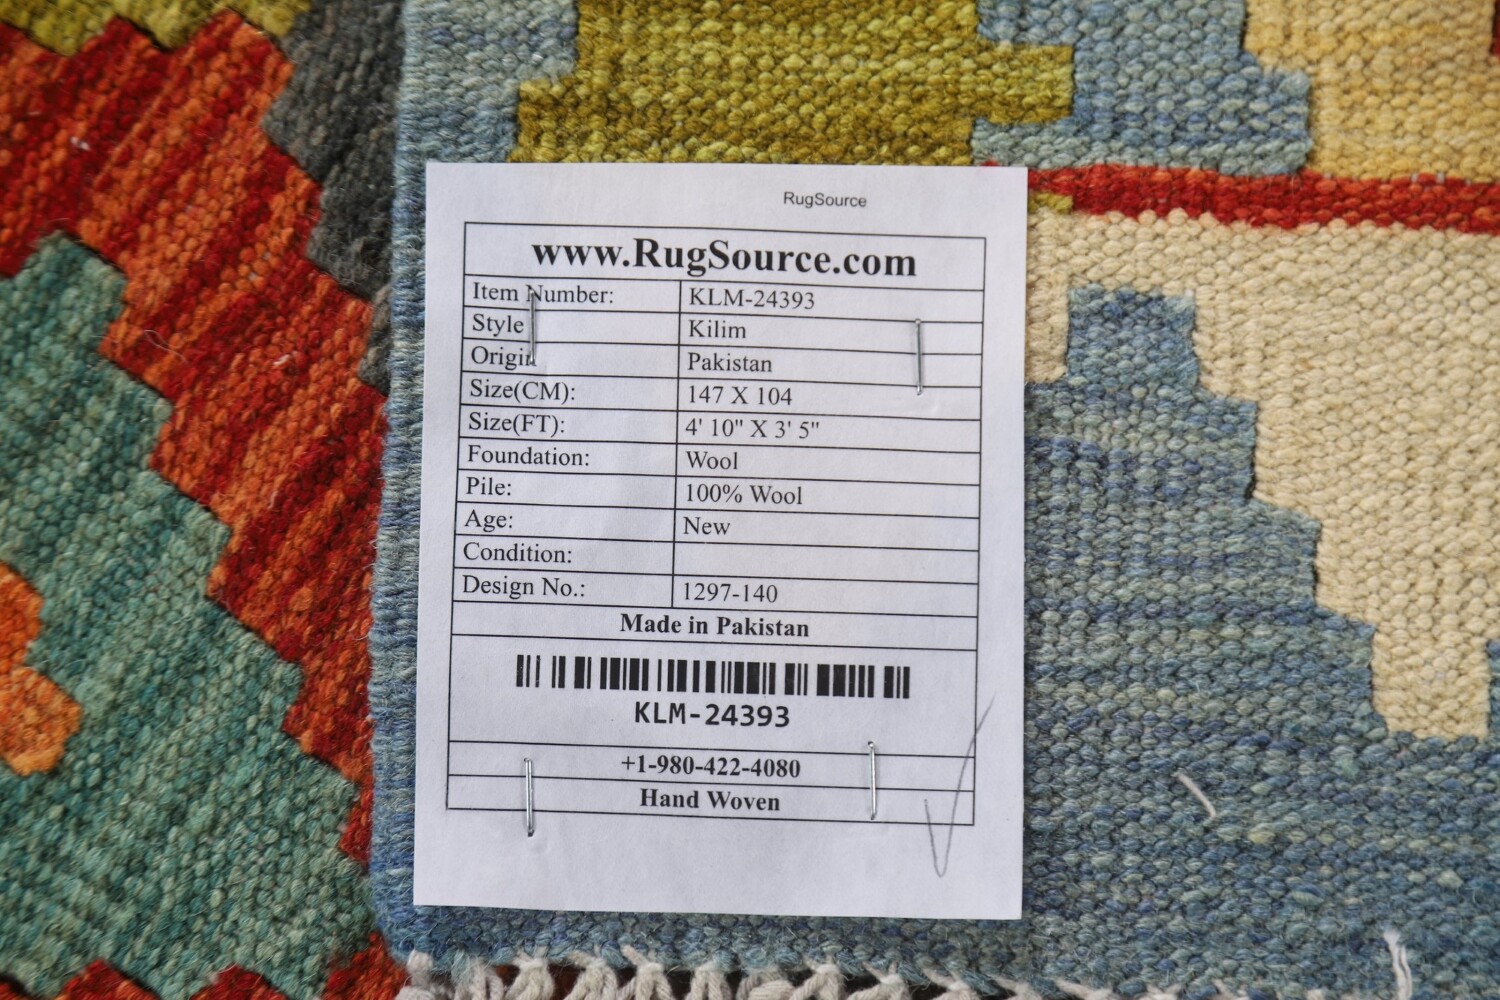 RugSource
www.RugSource.com
Item Number: KLM-24393
Style Kilim
Origin Pakistan
Size(CM): 147 X 104
Size(FT): 4' 10" X 3' 5"
Foundation: Wool
Pile: 100% Wool
Age: New
Condition:
Design No.: 1297-140
Made in Pakistan
KLM-24393
+1-980-422-4080
Hand Woven